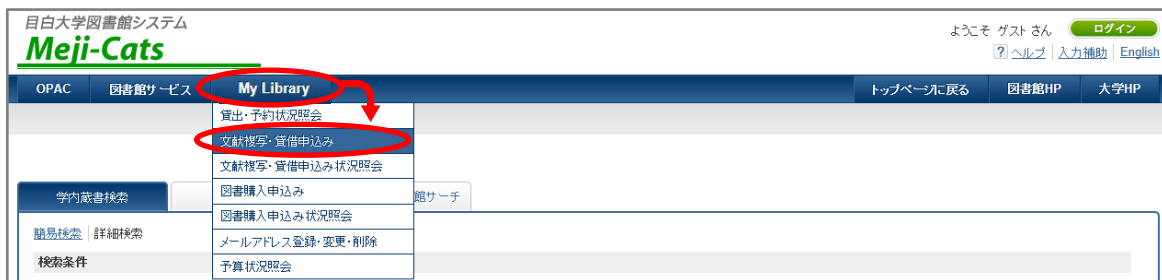 目白大学図書館システム
Meji-Cats
ようこそ ゲスト さん ログイン
? ヘルプ 入力補助 English
OPAC 図書館サービス My Library トップページに戻る 図書館HP 大学HP
貸出・予約状況照会
文献複写・貸借申込み
文献複写・貸借申込み状況照会
図書購入申込み
学内蔵書検索 館サーチ
図書購入申込み状況照会
簡易検索 詳細検索
メールアドレス登録・変更・削除
検索条件
予算状況照会